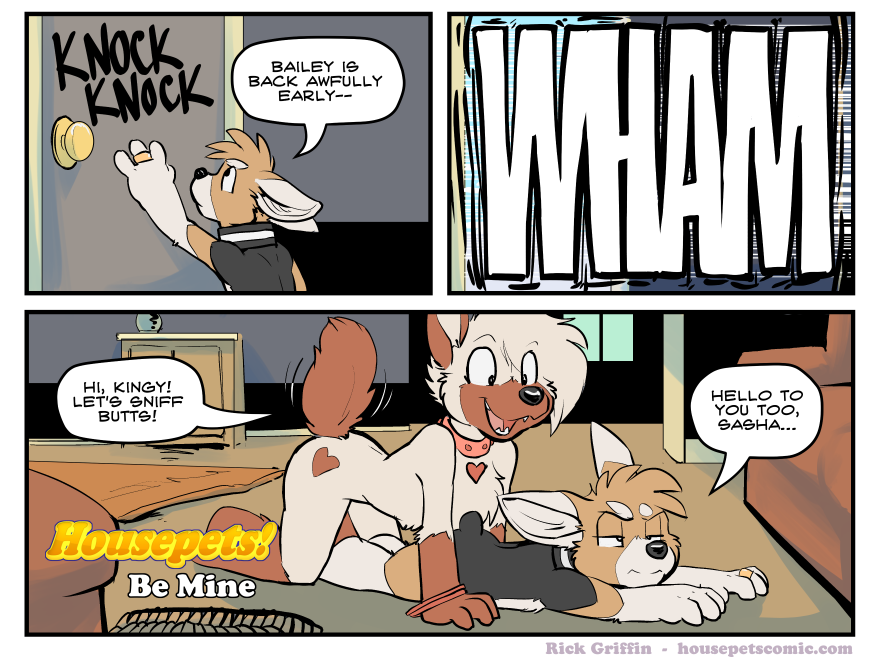 KNOCK
KNOCK
BAILEY IS
BACK AWFULLY
EARLY--
WHAM
HI, KINGY!
LET'S SNIFF
BUTTS!
HELLO TO
YOU TOO,
SASHA...
Housepets!
Be Mine
Rick Griffin - housepetscomic.com